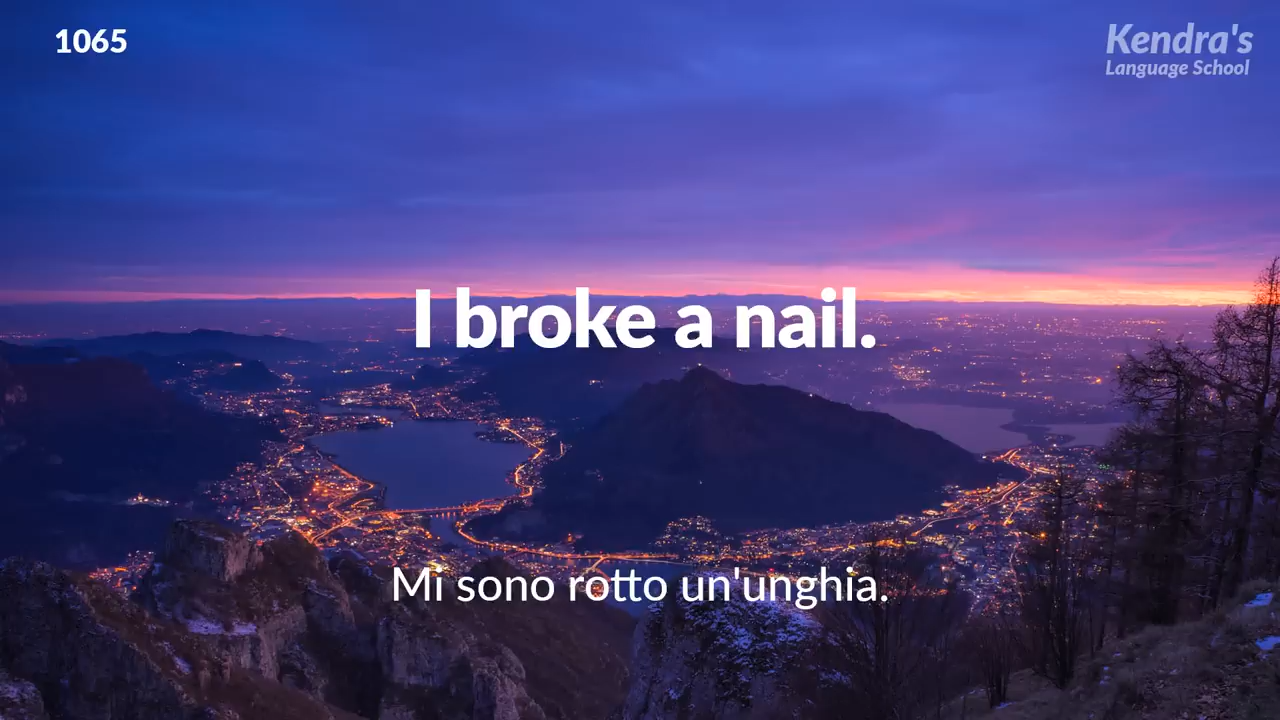 1065
Kendra's
Language School
I broke a nail.
Mi sono rotto un'unghia.